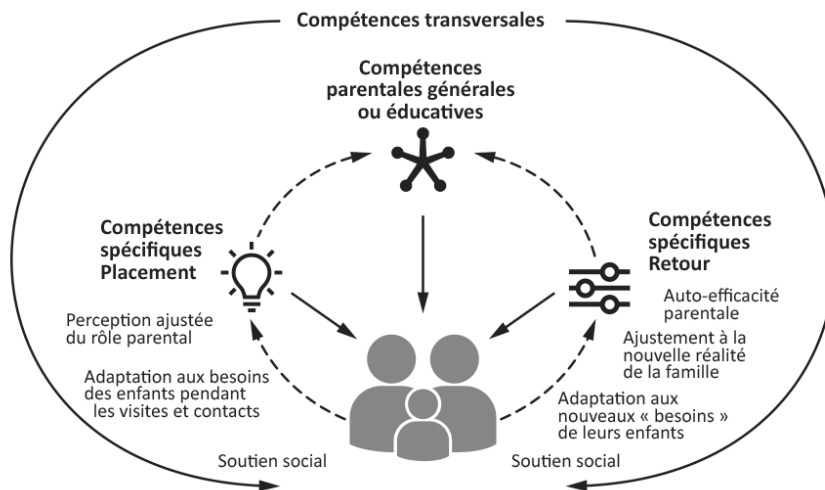 Compétences transversales
Compétences
parentales générales
ou éducatives
Compétences
spécifiques
Placement
Perception ajustée
du rôle parental
Adaptation aux besoins
des enfants pendant
les visites et contacts
Soutien social
Compétences
spécifiques
Retour
Auto-efficacité
parentale
Ajustement à la
nouvelle réalité
de la famille
Adaptation aux
nouveaux « besoins »
de leurs enfants
Soutien social